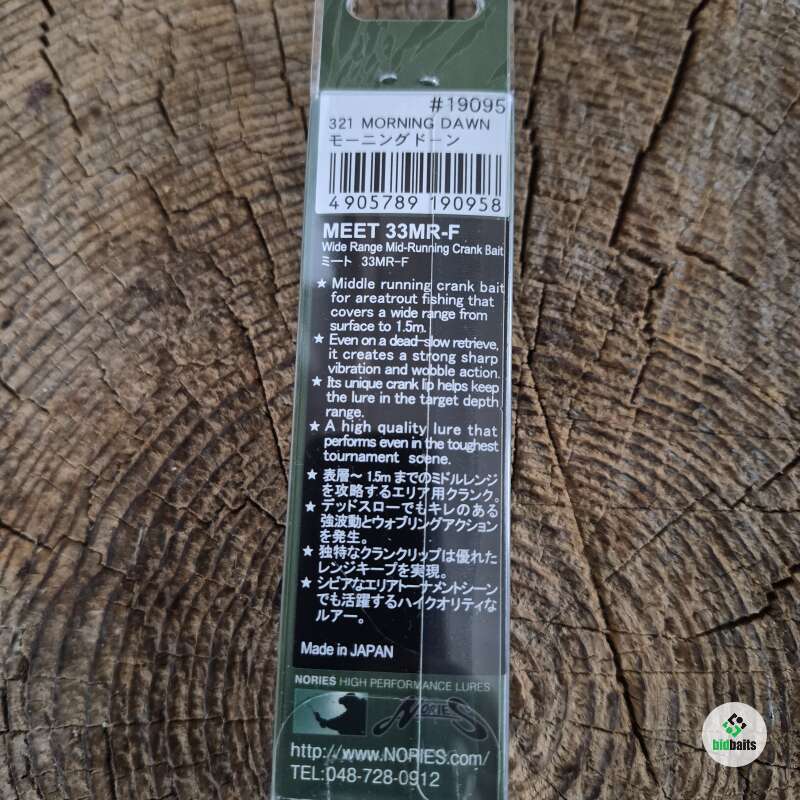 #19095
321 MORNING DAWN
モーニングドーン
4 905789 190958
MEET 33MR-F
Wide Range Mid-Running Crank Bait
ミート 33MR-F
★ Middle running crank bait
for areatrout fishing that
covers a wide range from
surface to 1.5m.
★ Even on a dead-slow retrieve,
it creates a strong sharp
vibration and wobble action.
★ Its unique crank lip helps keep
the lure in the target depth
range.
★ A high quality lure that
performs even in the toughest
tournament scene.
★ 表層〜1.5mまでのミドルレンジ
を攻略するエリア用クランク。
★ デッドスローでもキレのある
強波動とウォブリングアクション
を発生。
★ 独特なクランクリップは優れた
レンジキープを実現。
★ シビアなエリアトーナメントシーン
でも活躍するハイクオリティな
ルアー。
Made in JAPAN
NORIES HIGH PERFORMANCE LURES
NORIES
http://www.NORIES.com/
TEL:048-728-0912
bidbaits